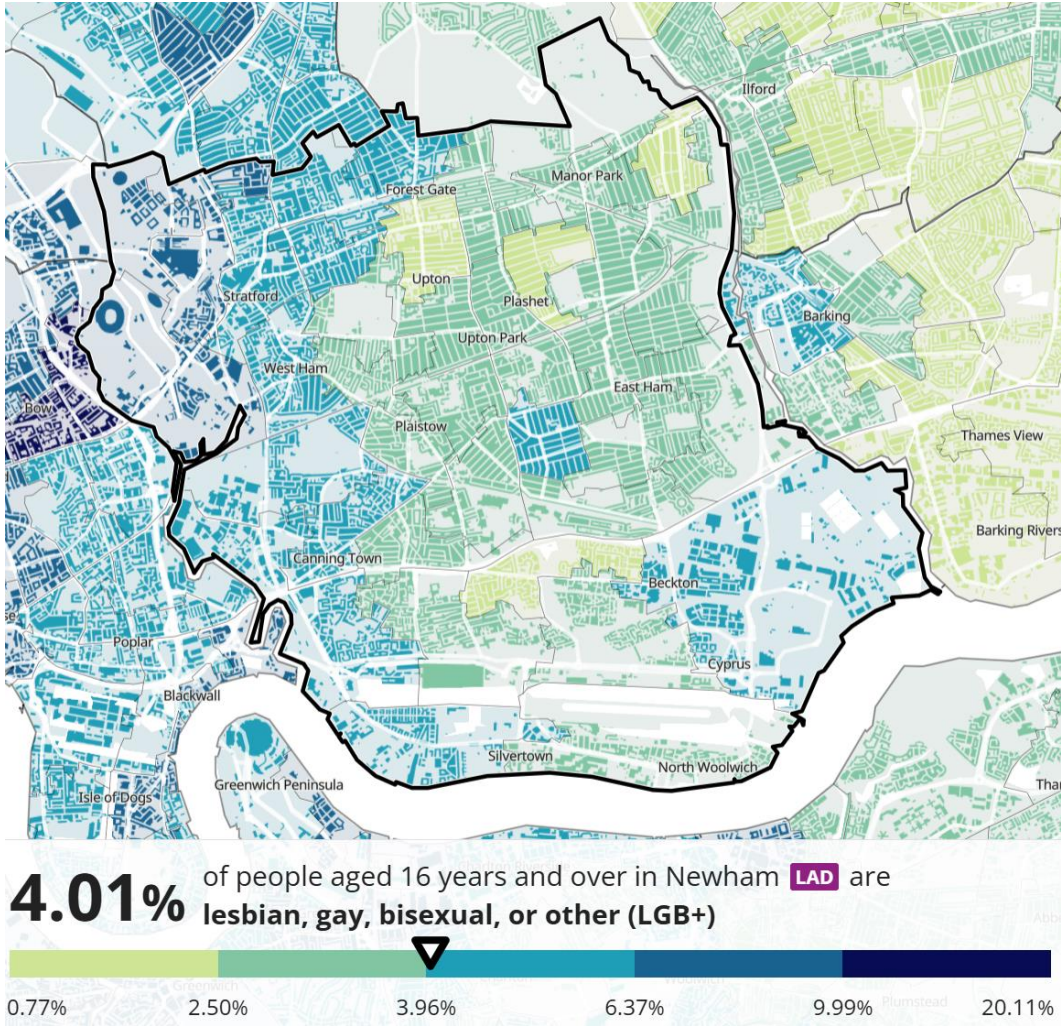 Ilford
Manor Park
Forest Gate
Upton
Stratford
Plashet
Barking
Upton Park
West Ham
East Ham
Bow
Plaistow
Thames View
Barking Rivers
Canning Town
Beckton
Poplar
Cyprus
Blackwall
Silvertown
North Woolwich
Greenwich Peninsula
Isle of Dogs
4.01%
of people aged 16 years and over in Newham LAD are
lesbian, gay, bisexual, or other (LGB+)
Greenwich
Woolwich
Plumstead
0.77%
2.50%
3.96%
6.37%
9.99%
20.11%